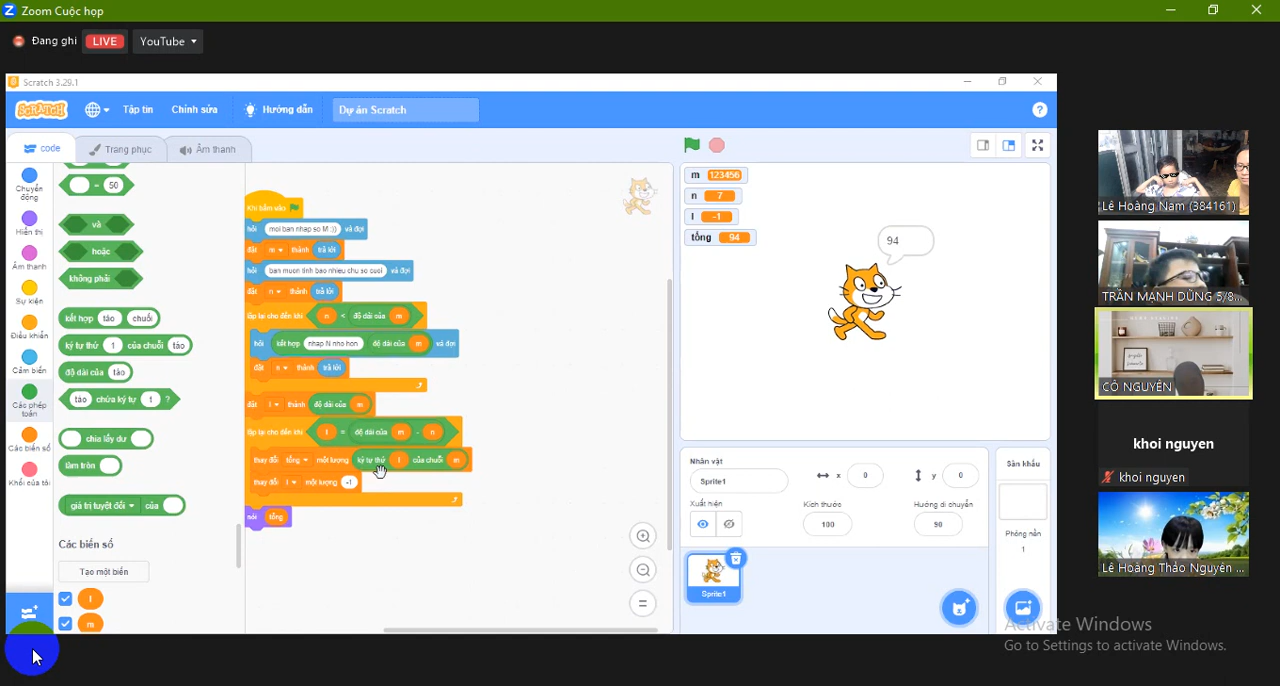 Zoom Cuộc họp
Đang ghi LIVE YouTube
Scratch 3.29.1
SCRATCH Tập tin Chỉnh sửa Hướng dẫn Dự án Scratch ?
code Trang phục Âm thanh
Chuyển động
Hiển thị
Âm thanh
Sự kiện
Điều khiển
Cảm biến
Các phép toán
Các biến số
Khối của tôi
= 50
và
hoặc
không phải
kết hợp táo chuối
ký tự thứ 1 của chuỗi táo
độ dài của táo
táo chứa ký tự 1 ?
chia lấy dư
làm tròn
giá trị tuyệt đối của
Các biến số
Tạo một biến
l
m
Khi bấm vào
hỏi moi ban nhap so M :)) và đợi
đặt m thành trả lời
hỏi ban muon tinh bao nhieu chu so cuoi và đợi
đặt n thành trả lời
lặp lại cho đến khi n < độ dài của m
hỏi kết hợp nhap N nho hon độ dài của m và đợi
đặt n thành trả lời
đặt l thành độ dài của m
lặp lại cho đến khi l = độ dài của m - n
thay đổi tổng một lượng ký tự thứ l của chuỗi m
thay đổi l một lượng -1
nói tổng
m 123456
n 7
l -1
tổng 94
94
Nhân vật
Sprite1
x 0 y 0
Xuất hiện Kích thước Hướng di chuyển
100 90
Sprite1
Sân khấu
Phông nền
1
Lê Hoàng Nam (384161)
TRẦN MẠNH DŨNG 5/8...
CÔ NGUYÊN
khoi nguyen
khoi nguyen
Lê Hoàng Thảo Nguyên ...
Activate Windows
Go to Settings to activate Windows.